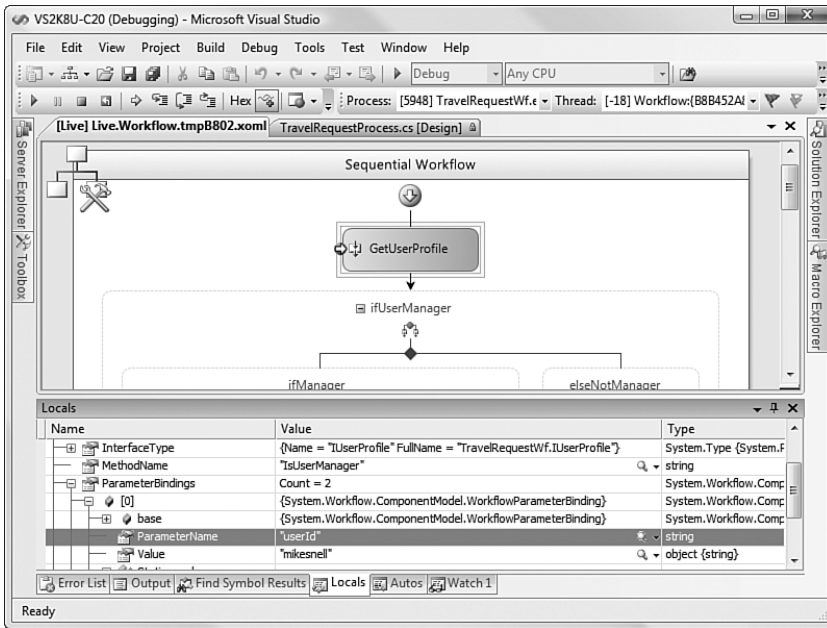 VS2K8U-C20 (Debugging) - Microsoft Visual Studio
File Edit View Project Build Debug Tools Test Window Help
Debug Any CPU
Hex Process: [5948] TravelRequestWf.e Thread: [-18] Workflow:{B8B452A
[Live] Live.Workflow.tmpB802.xoml TravelRequestProcess.cs [Design]
Server Explorer
Toolbox
Solution Explorer
Macro Explorer
Sequential Workflow
GetUserProfile
ifUserManager
ifManager elseNotManager
Locals
Name Value Type
InterfaceType {Name = "IUserProfile" FullName = "TravelRequestWf.IUserProfile"} System.Type {System.R
MethodName "IsUserManager" string
ParameterBindings Count = 2 System.Workflow.Comp
[0] {System.Workflow.ComponentModel.WorkflowParameterBinding} System.Workflow.Comp
base {System.Workflow.ComponentModel.WorkflowParameterBinding} System.Workflow.Comp
ParameterName "userId" string
Value "mikesnell" object {string}
Error List Output Find Symbol Results Locals Autos Watch 1
Ready